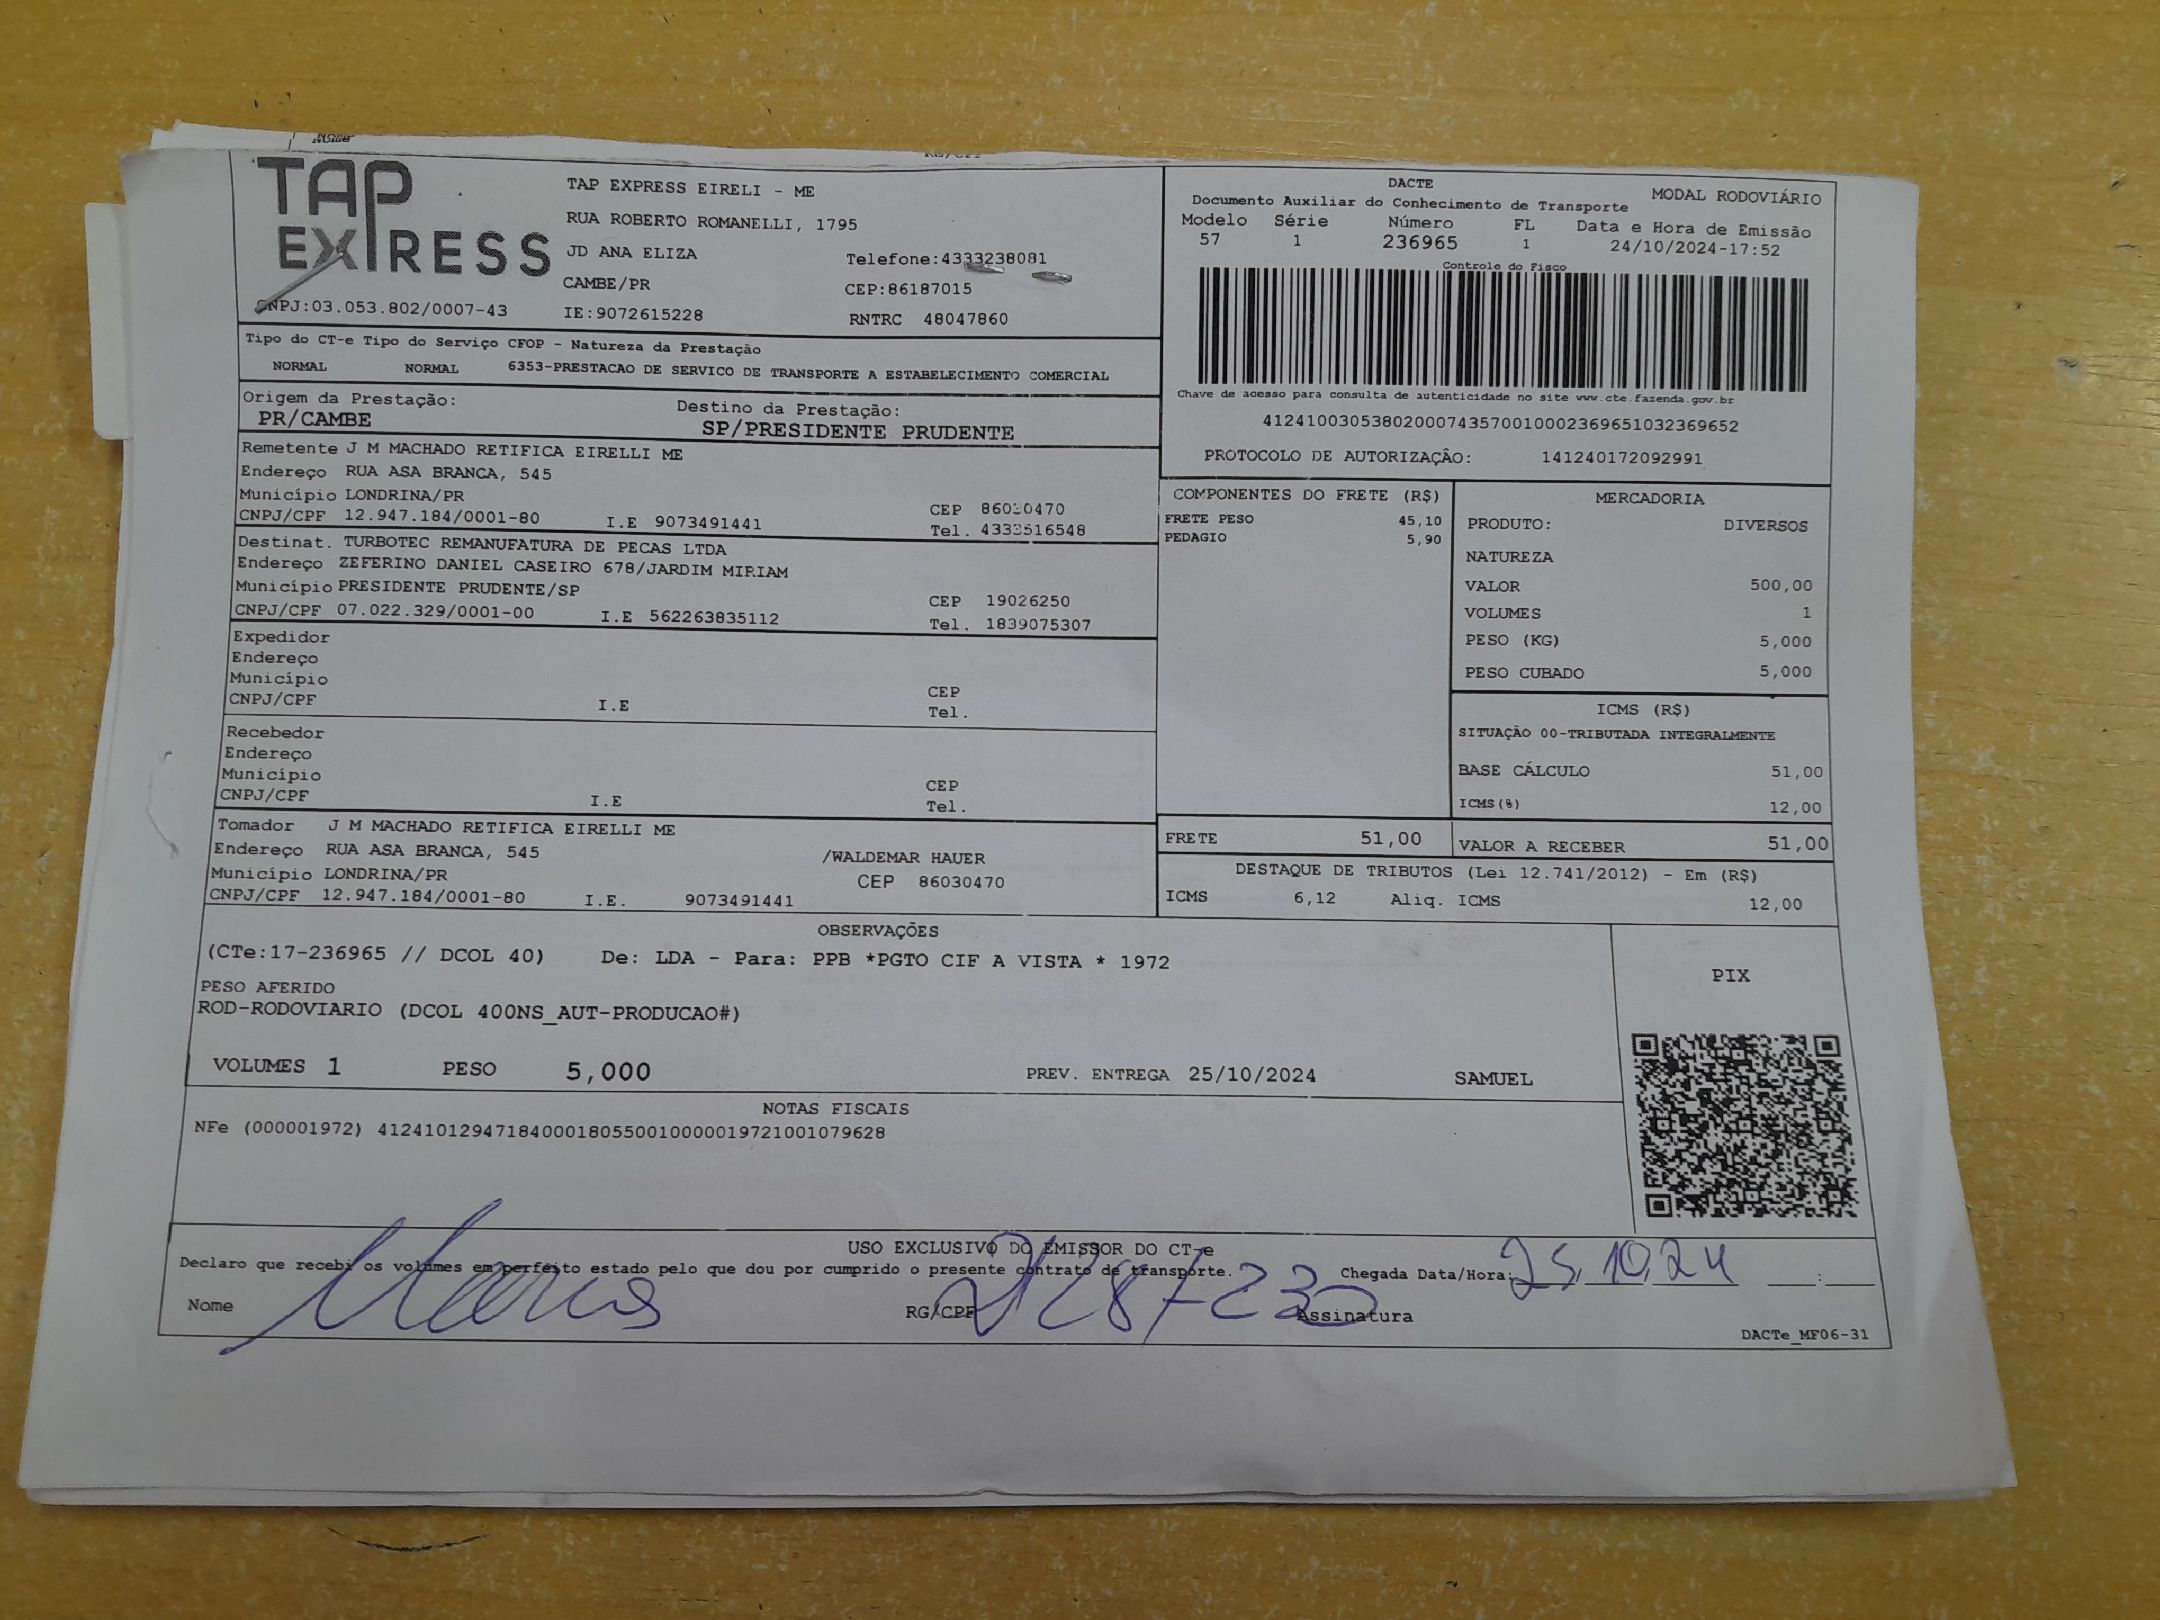 TAP
EXPRESS
CNPJ:03.053.802/0007-43
TAP EXPRESS EIRELI - ME
RUA ROBERTO ROMANELLI, 1795
JD ANA ELIZA
Telefone:4333238081
CAMBE/PR
CEP:86187015
IE:9072615228
RNTRC 48047860
DACTE
MODAL RODOVIÁRIO
Documento Auxiliar do Conhecimento de Transporte
Modelo Série Número FL Data e Hora de Emissão
57 1 236965 1 24/10/2024-17:52
Controle do Fisco
Chave de acesso para consulta de autenticidade no site www.cte.fazenda.gov.br
41241003053802000743570010002369651032369652
PROTOCOLO DE AUTORIZAÇÃO: 141240172092991
Tipo do CT-e Tipo do Serviço CFOP - Natureza da Prestação
NORMAL NORMAL 6353-PRESTACAO DE SERVICO DE TRANSPORTE A ESTABELECIMENTO COMERCIAL
Origem da Prestação: Destino da Prestação:
PR/CAMBE SP/PRESIDENTE PRUDENTE
Remetente J M MACHADO RETIFICA EIRELLI ME
Endereço RUA ASA BRANCA, 545
Município LONDRINA/PR CEP 86030470
CNPJ/CPF 12.947.184/0001-80 I.E 9073491441 Tel. 4333516548
Destinat. TURBOTEC REMANUFATURA DE PECAS LTDA
Endereço ZEFERINO DANIEL CASEIRO 678/JARDIM MIRIAM
Município PRESIDENTE PRUDENTE/SP CEP 19026250
CNPJ/CPF 07.022.329/0001-00 I.E 562263835112 Tel. 1839075307
Expedidor
Endereço
Município CEP
CNPJ/CPF I.E Tel.
Recebedor
Endereço
Município CEP
CNPJ/CPF I.E Tel.
Tomador J M MACHADO RETIFICA EIRELLI ME
Endereço RUA ASA BRANCA, 545 /WALDEMAR HAUER
Município LONDRINA/PR CEP 86030470
CNPJ/CPF 12.947.184/0001-80 I.E. 9073491441
COMPONENTES DO FRETE (R$)
FRETE PESO 45,10
PEDAGIO 5,90
MERCADORIA
PRODUTO: DIVERSOS
NATUREZA
VALOR 500,00
VOLUMES 1
PESO (KG) 5,000
PESO CUBADO 5,000
ICMS (R$)
SITUAÇÃO 00-TRIBUTADA INTEGRALMENTE
BASE CÁLCULO 51,00
ICMS(%) 12,00
FRETE 51,00 VALOR A RECEBER 51,00
DESTAQUE DE TRIBUTOS (Lei 12.741/2012) - Em (R$)
ICMS 6,12 Aliq. ICMS 12,00
OBSERVAÇÕES
(CTe:17-236965 // DCOL 40) De: LDA - Para: PPB *PGTO CIF A VISTA * 1972
PESO AFERIDO
ROD-RODOVIARIO (DCOL 400NS_AUT-PRODUCAO#)
VOLUMES 1 PESO 5,000 PREV. ENTREGA 25/10/2024 SAMUEL
PIX
NOTAS FISCAIS
NFe (000001972) 41241012947184000180550010000019721001079628
USO EXCLUSIVO DO EMISSOR DO CT-e
Declaro que recebi os volumes em perfeito estado pelo que dou por cumprido o presente contrato de transporte. Chegada Data/Hora: 25 10 24 :
Nome RG/CPF Assinatura
DACTe_MF06-31